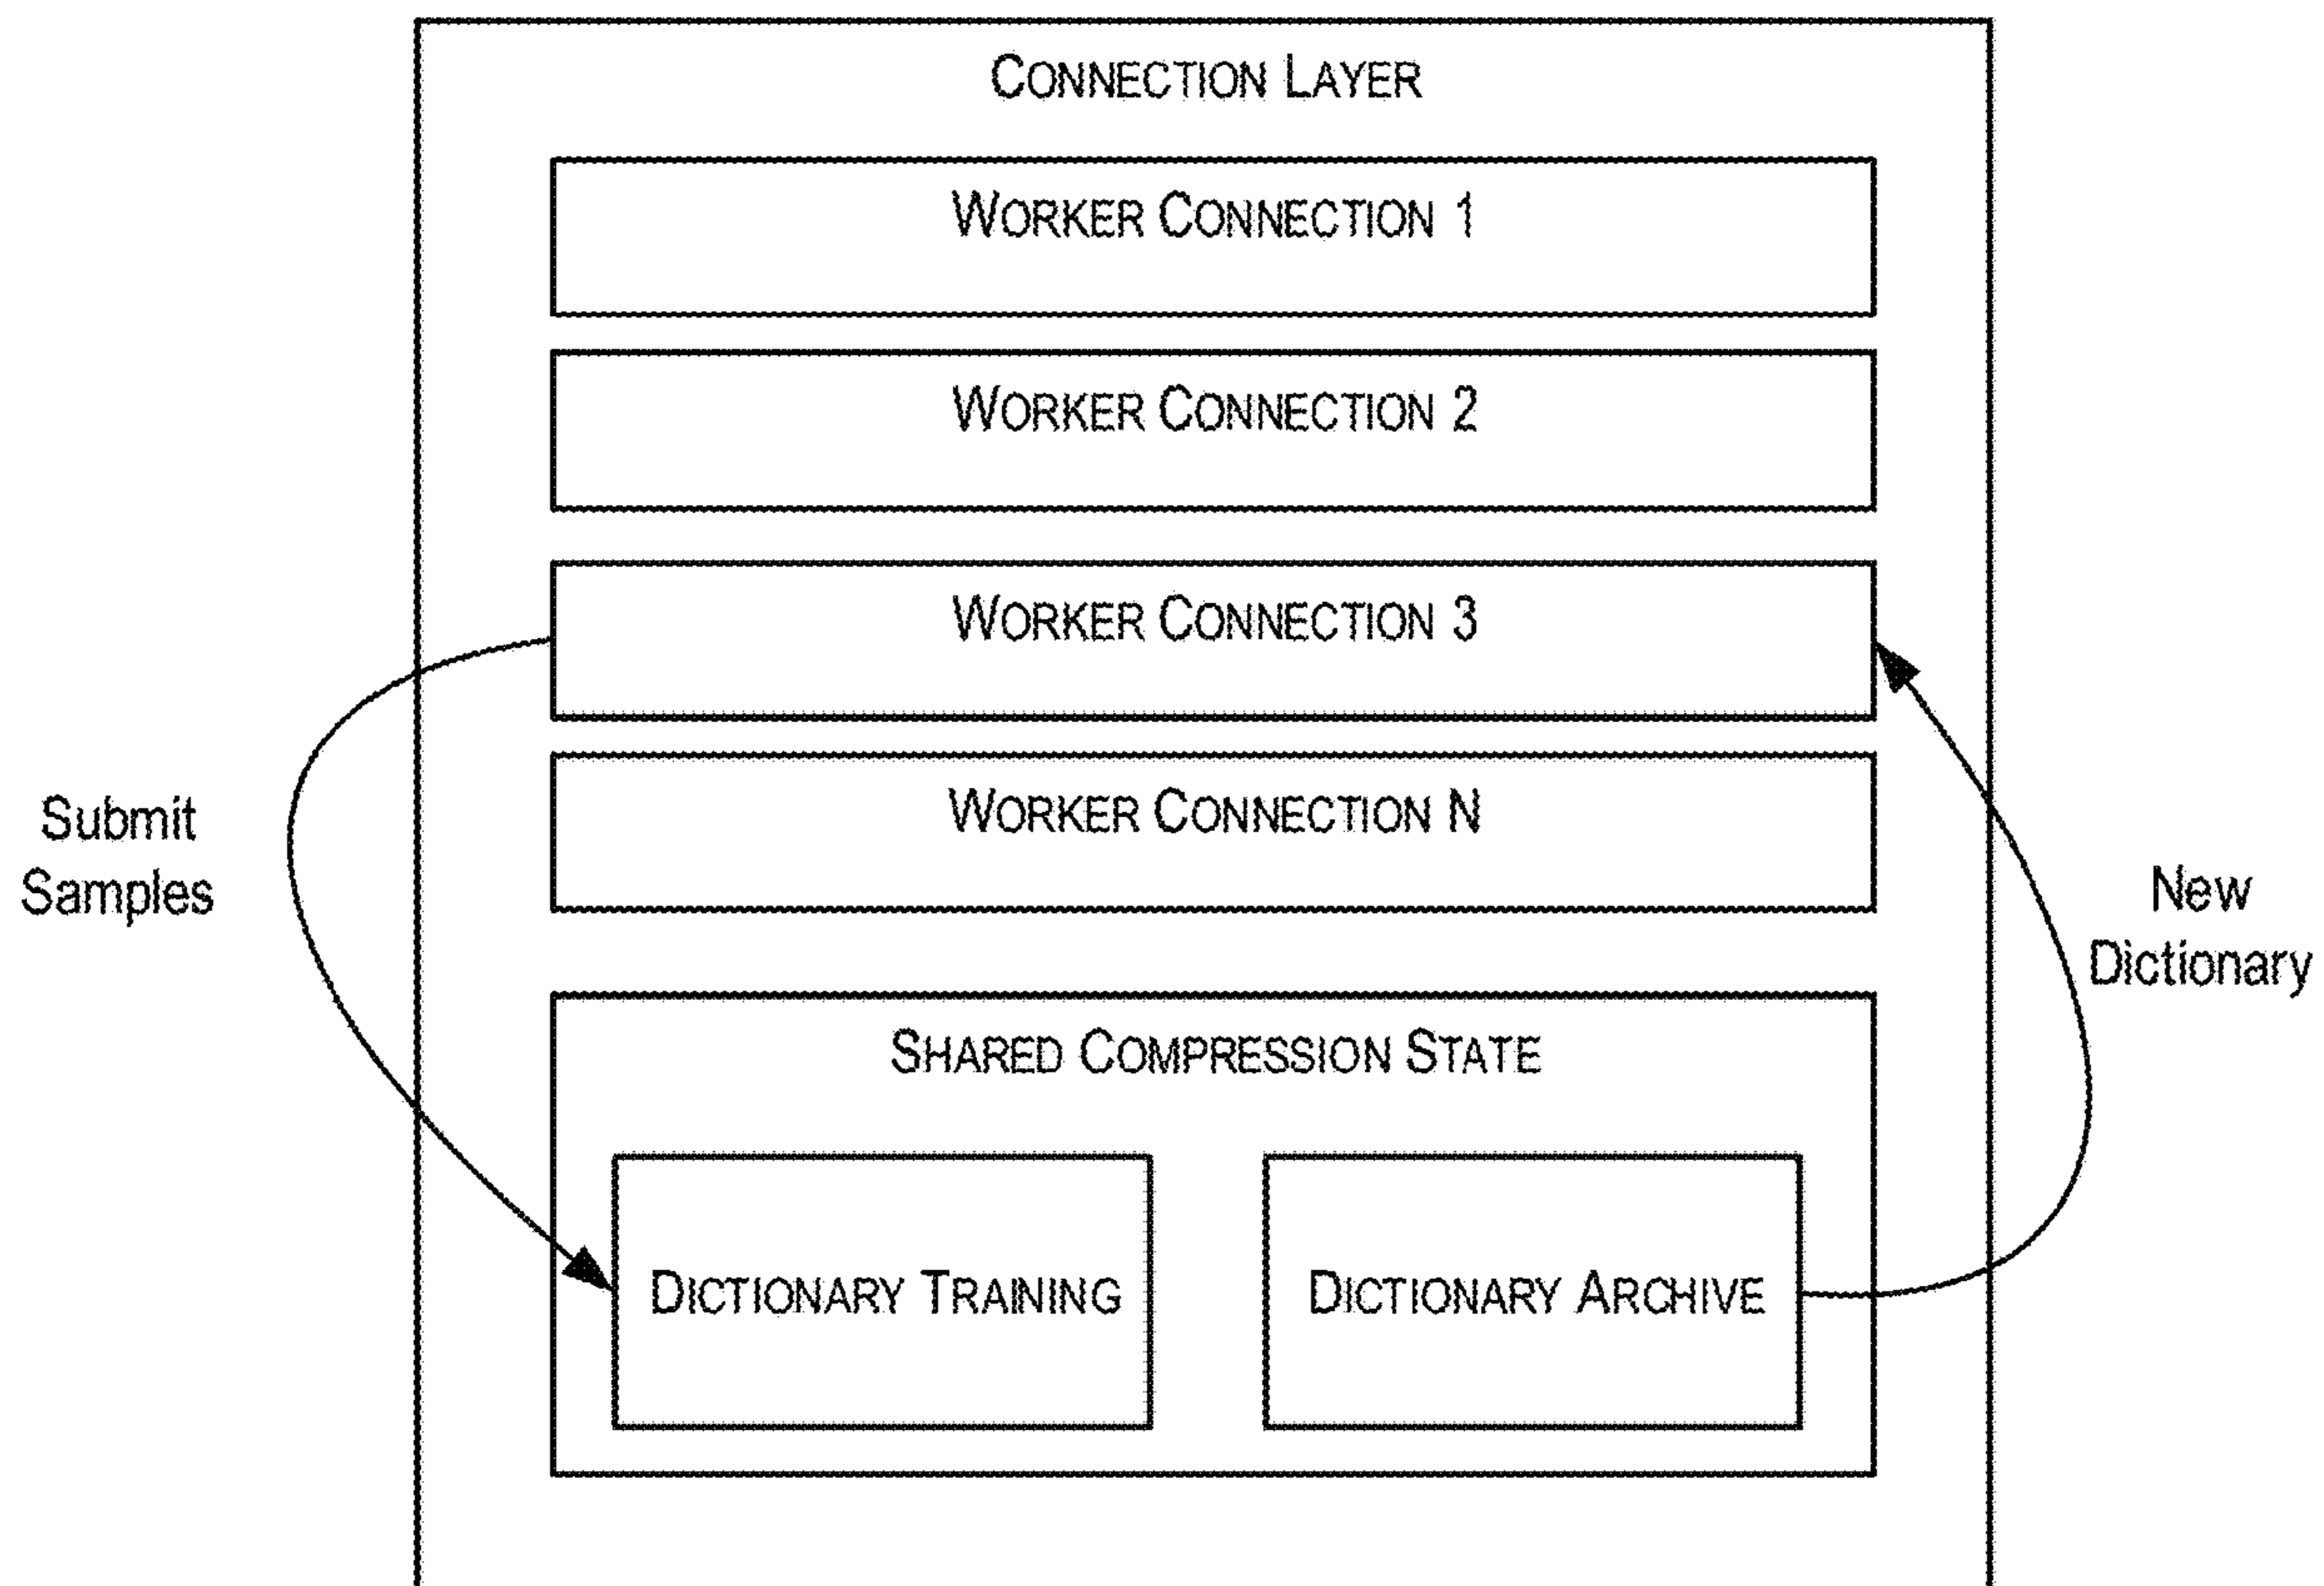 CONNECTION LAYER
WORKER CONNECTION 1
WORKER CONNECTION 2
WORKER CONNECTION 3
WORKER CONNECTION N
Submit
Samples
New
Dictionary
SHARED COMPRESSION STATE
DICTIONARY TRAINING
DICTIONARY ARCHIVE